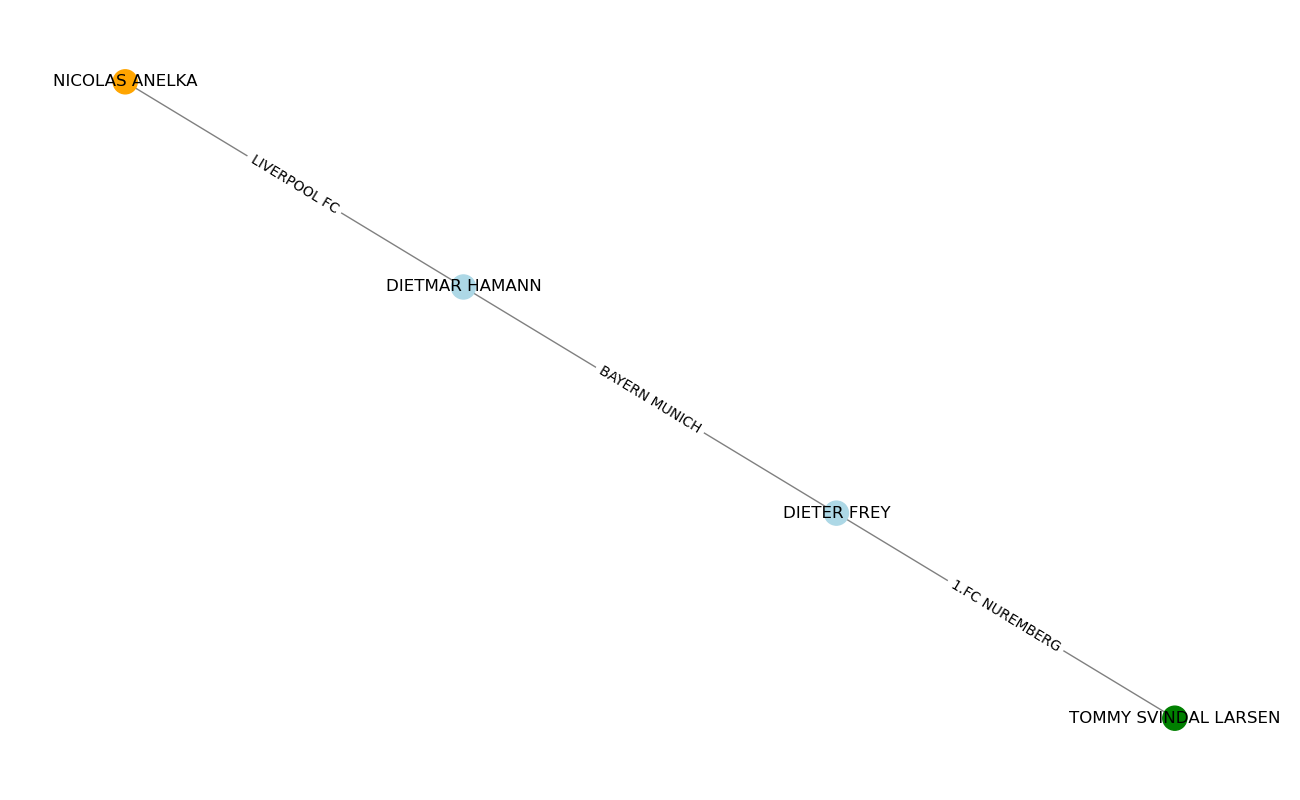 NICOLAS ANELKA
LIVERPOOL FC
DIETMAR HAMANN
BAYERN MUNICH
DIETER FREY
1.FC NUREMBERG
TOMMY SVINDAL LARSEN